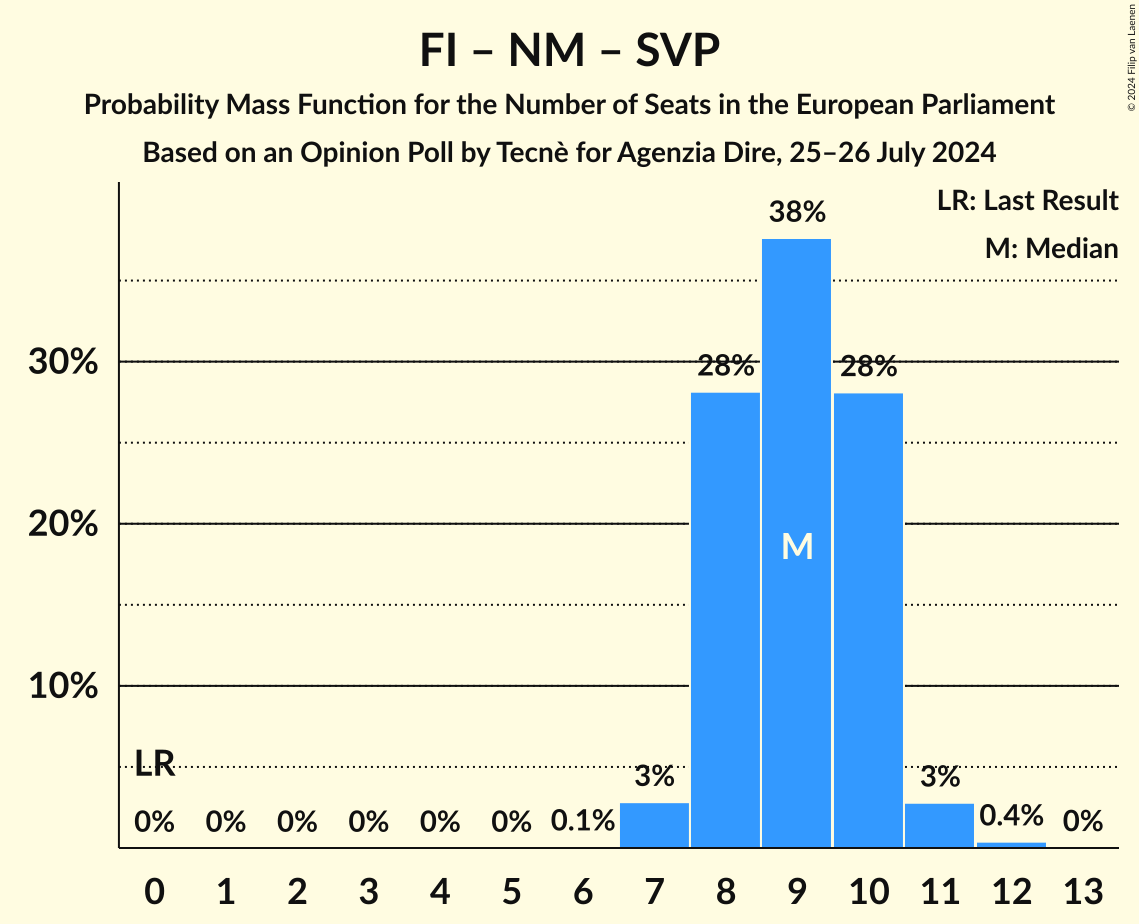 FI – NM – SVP
Probability Mass Function for the Number of Seats in the European Parliament
Based on an Opinion Poll by Tecnè for Agenzia Dire, 25–26 July 2024
© 2024 Filip van Laenen
LR: Last Result
M: Median
38%
30%
28% 28%
20%
M
10%
LR
3% 3%
0% 0% 0% 0% 0% 0% 0.1% 0.4% 0%
0 1 2 3 4 5 6 7 8 9 10 11 12 13